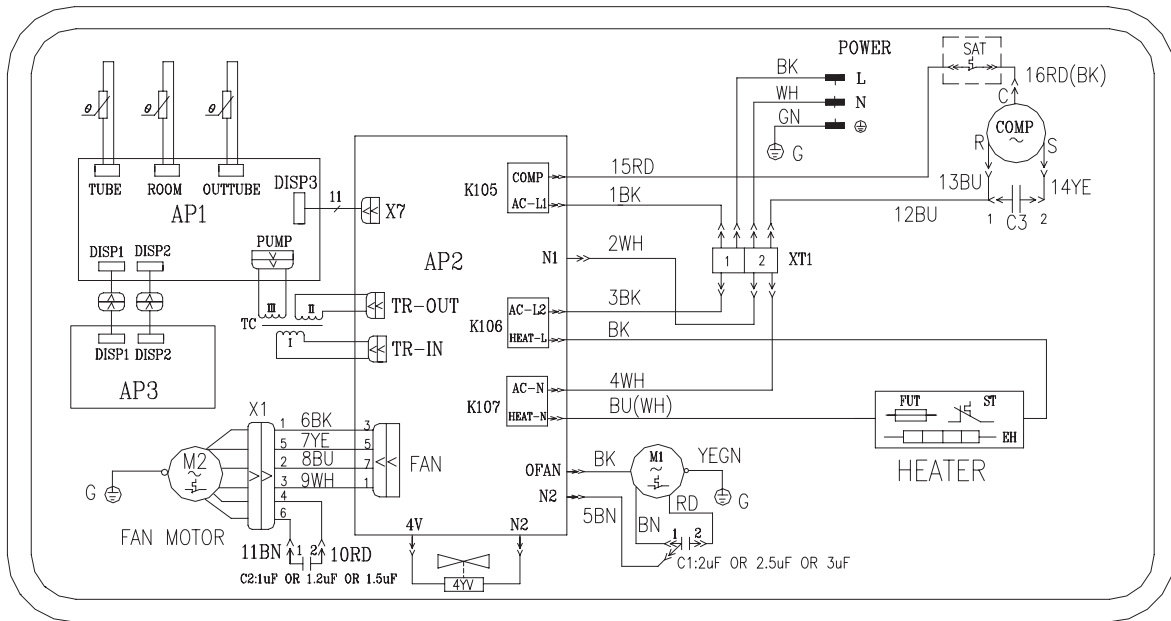 POWER
SAT
BK
L
16RD(BK)
WH
N
C
GN
COMP
G
R
S
θ
θ
θ
TUBE
ROOM
OUTTUBE
DISP3
11
X7
AP1
COMP
K105
AC-L1
15RD
1BK
13BU
14YE
12BU
1
C3
2
DISP1
DISP2
PUMP
AP2
N1
2WH
1
2
XT1
III
II
TC
I
TR-OUT
TR-IN
AC-L2
K106
HEAT-L
3BK
BK
DISP1
DISP2
AP3
AC-N
K107
HEAT-N
4WH
BU(WH)
FUT
ST
EH
HEATER
X1
1
6BK
3
5
7YE
5
2
8BU
7
3
9WH
1
4
6
FAN
M2
~
G
FAN MOTOR
11BN
1
2
10RD
C2:1uF OR 1.2uF OR 1.5uF
OFAN
BK
M1
~
YEGN
G
N2
5BN
BN
RD
1
2
C1:2uF OR 2.5uF OR 3uF
4V
N2
4YV